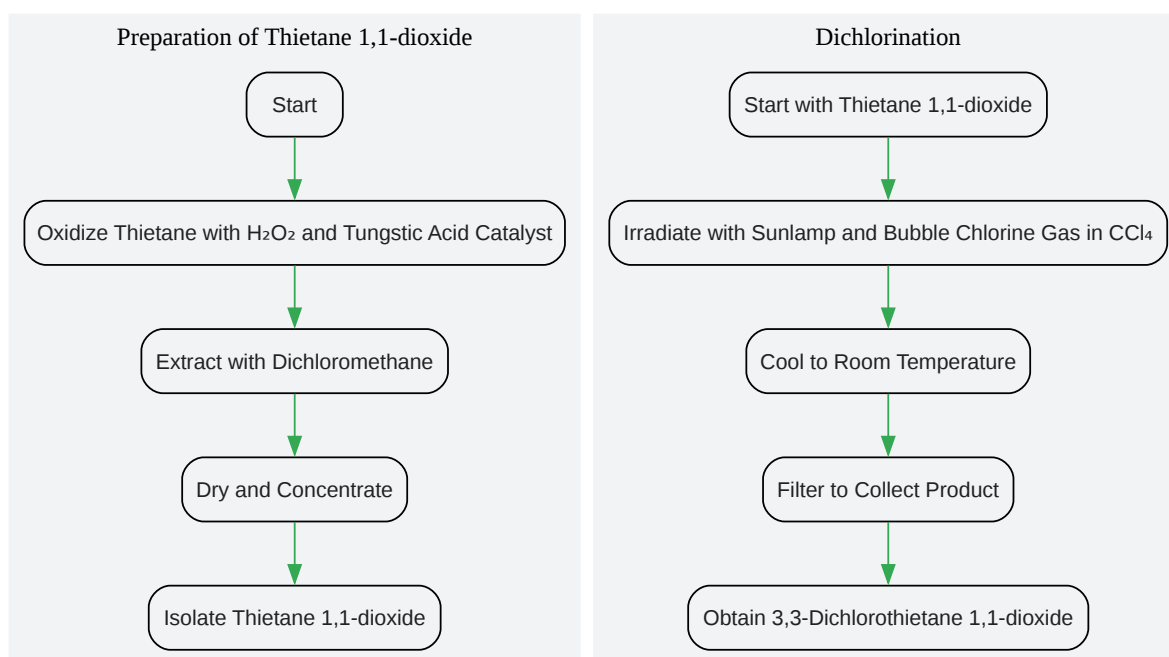 Preparation of Thietane 1,1-dioxide
Start
Oxidize Thietane with H₂O₂ and Tungstic Acid Catalyst
Extract with Dichloromethane
Dry and Concentrate
Isolate Thietane 1,1-dioxide
Dichlorination
Start with Thietane 1,1-dioxide
Irradiate with Sunlamp and Bubble Chlorine Gas in CCl₄
Cool to Room Temperature
Filter to Collect Product
Obtain 3,3-Dichlorothietane 1,1-dioxide